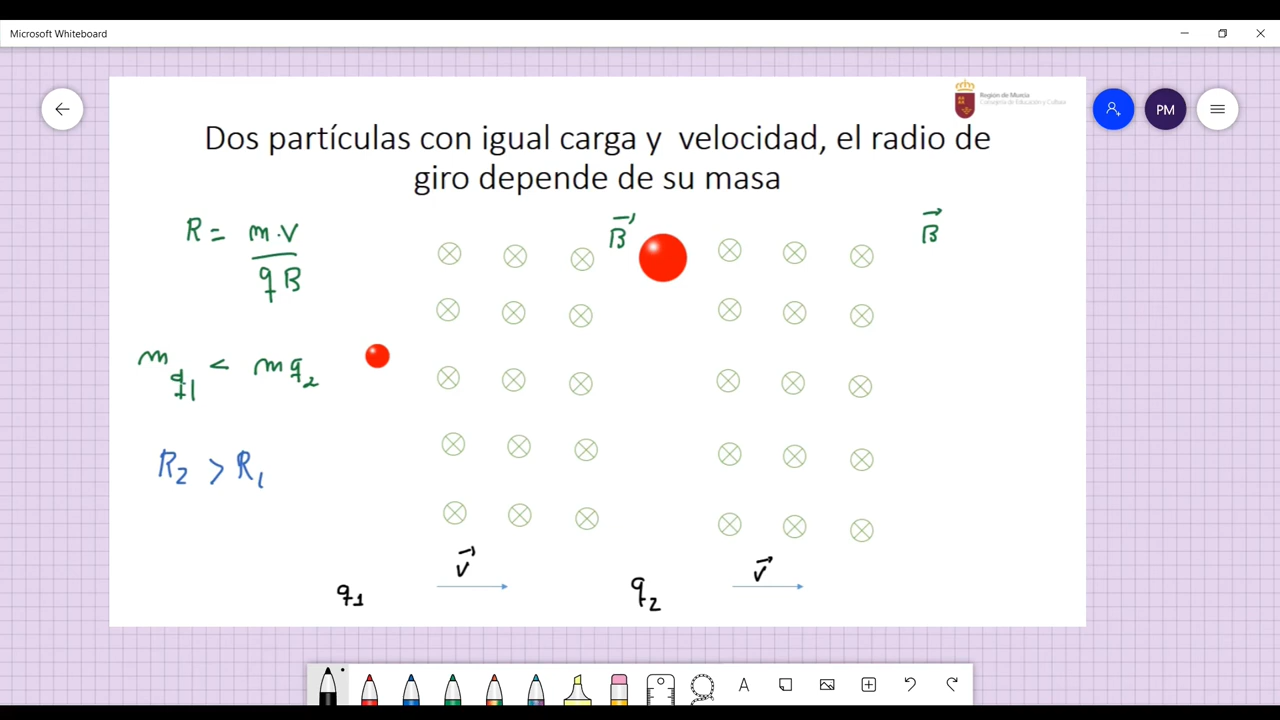 Microsoft Whiteboard
Región de Murcia
Consejería de Educación y Cultura
PM
Dos partículas con igual carga y velocidad, el radio de
giro depende de su masa
R = m·v
q B
B
B
m q1 < m q2
R2 > R1
v
v
q1
q2
A